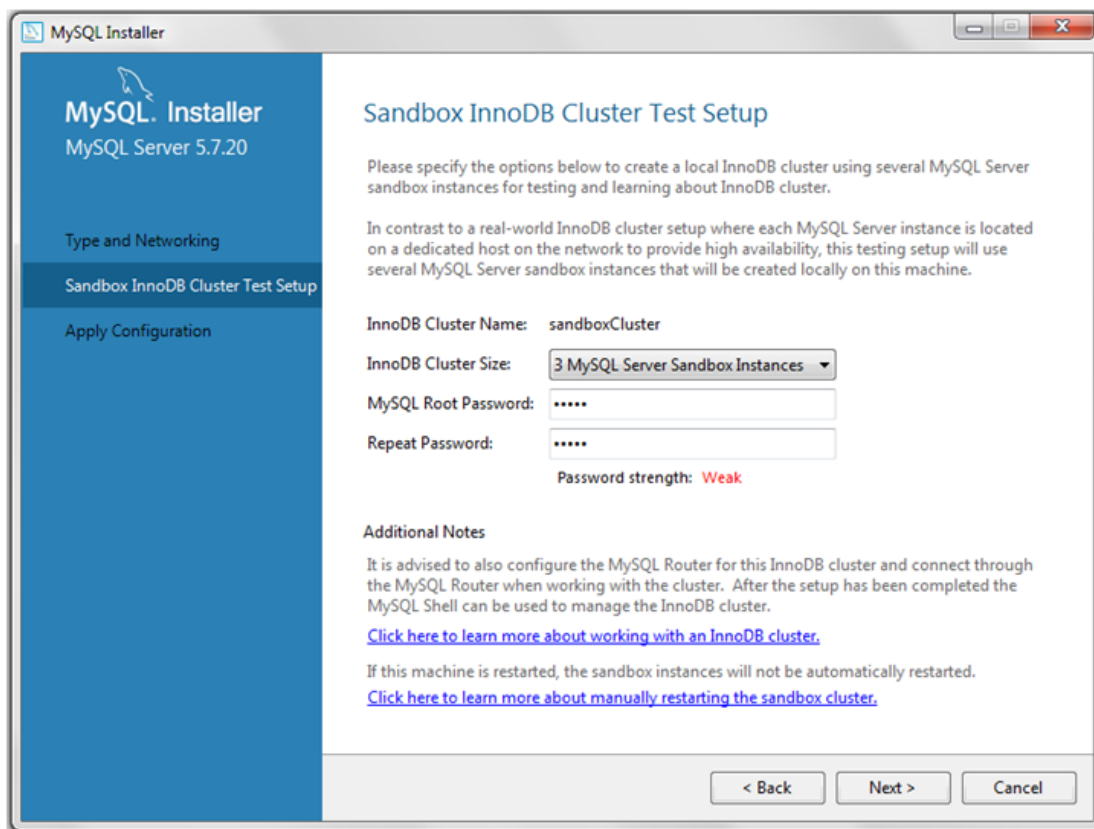 MySQL Installer
MySQL. Installer
MySQL Server 5.7.20
Type and Networking
Sandbox InnoDB Cluster Test Setup
Apply Configuration
Sandbox InnoDB Cluster Test Setup
Please specify the options below to create a local InnoDB cluster using several MySQL Server
sandbox instances for testing and learning about InnoDB cluster.
In contrast to a real-world InnoDB cluster setup where each MySQL Server instance is located
on a dedicated host on the network to provide high availability, this testing setup will use
several MySQL Server sandbox instances that will be created locally on this machine.
InnoDB Cluster Name: sandboxCluster
InnoDB Cluster Size: 3 MySQL Server Sandbox Instances
MySQL Root Password: •••••
Repeat Password: •••••
Password strength: Weak
Additional Notes
It is advised to also configure the MySQL Router for this InnoDB cluster and connect through
the MySQL Router when working with the cluster. After the setup has been completed the
MySQL Shell can be used to manage the InnoDB cluster.
Click here to learn more about working with an InnoDB cluster.
If this machine is restarted, the sandbox instances will not be automatically restarted.
Click here to learn more about manually restarting the sandbox cluster.
< Back Next > Cancel